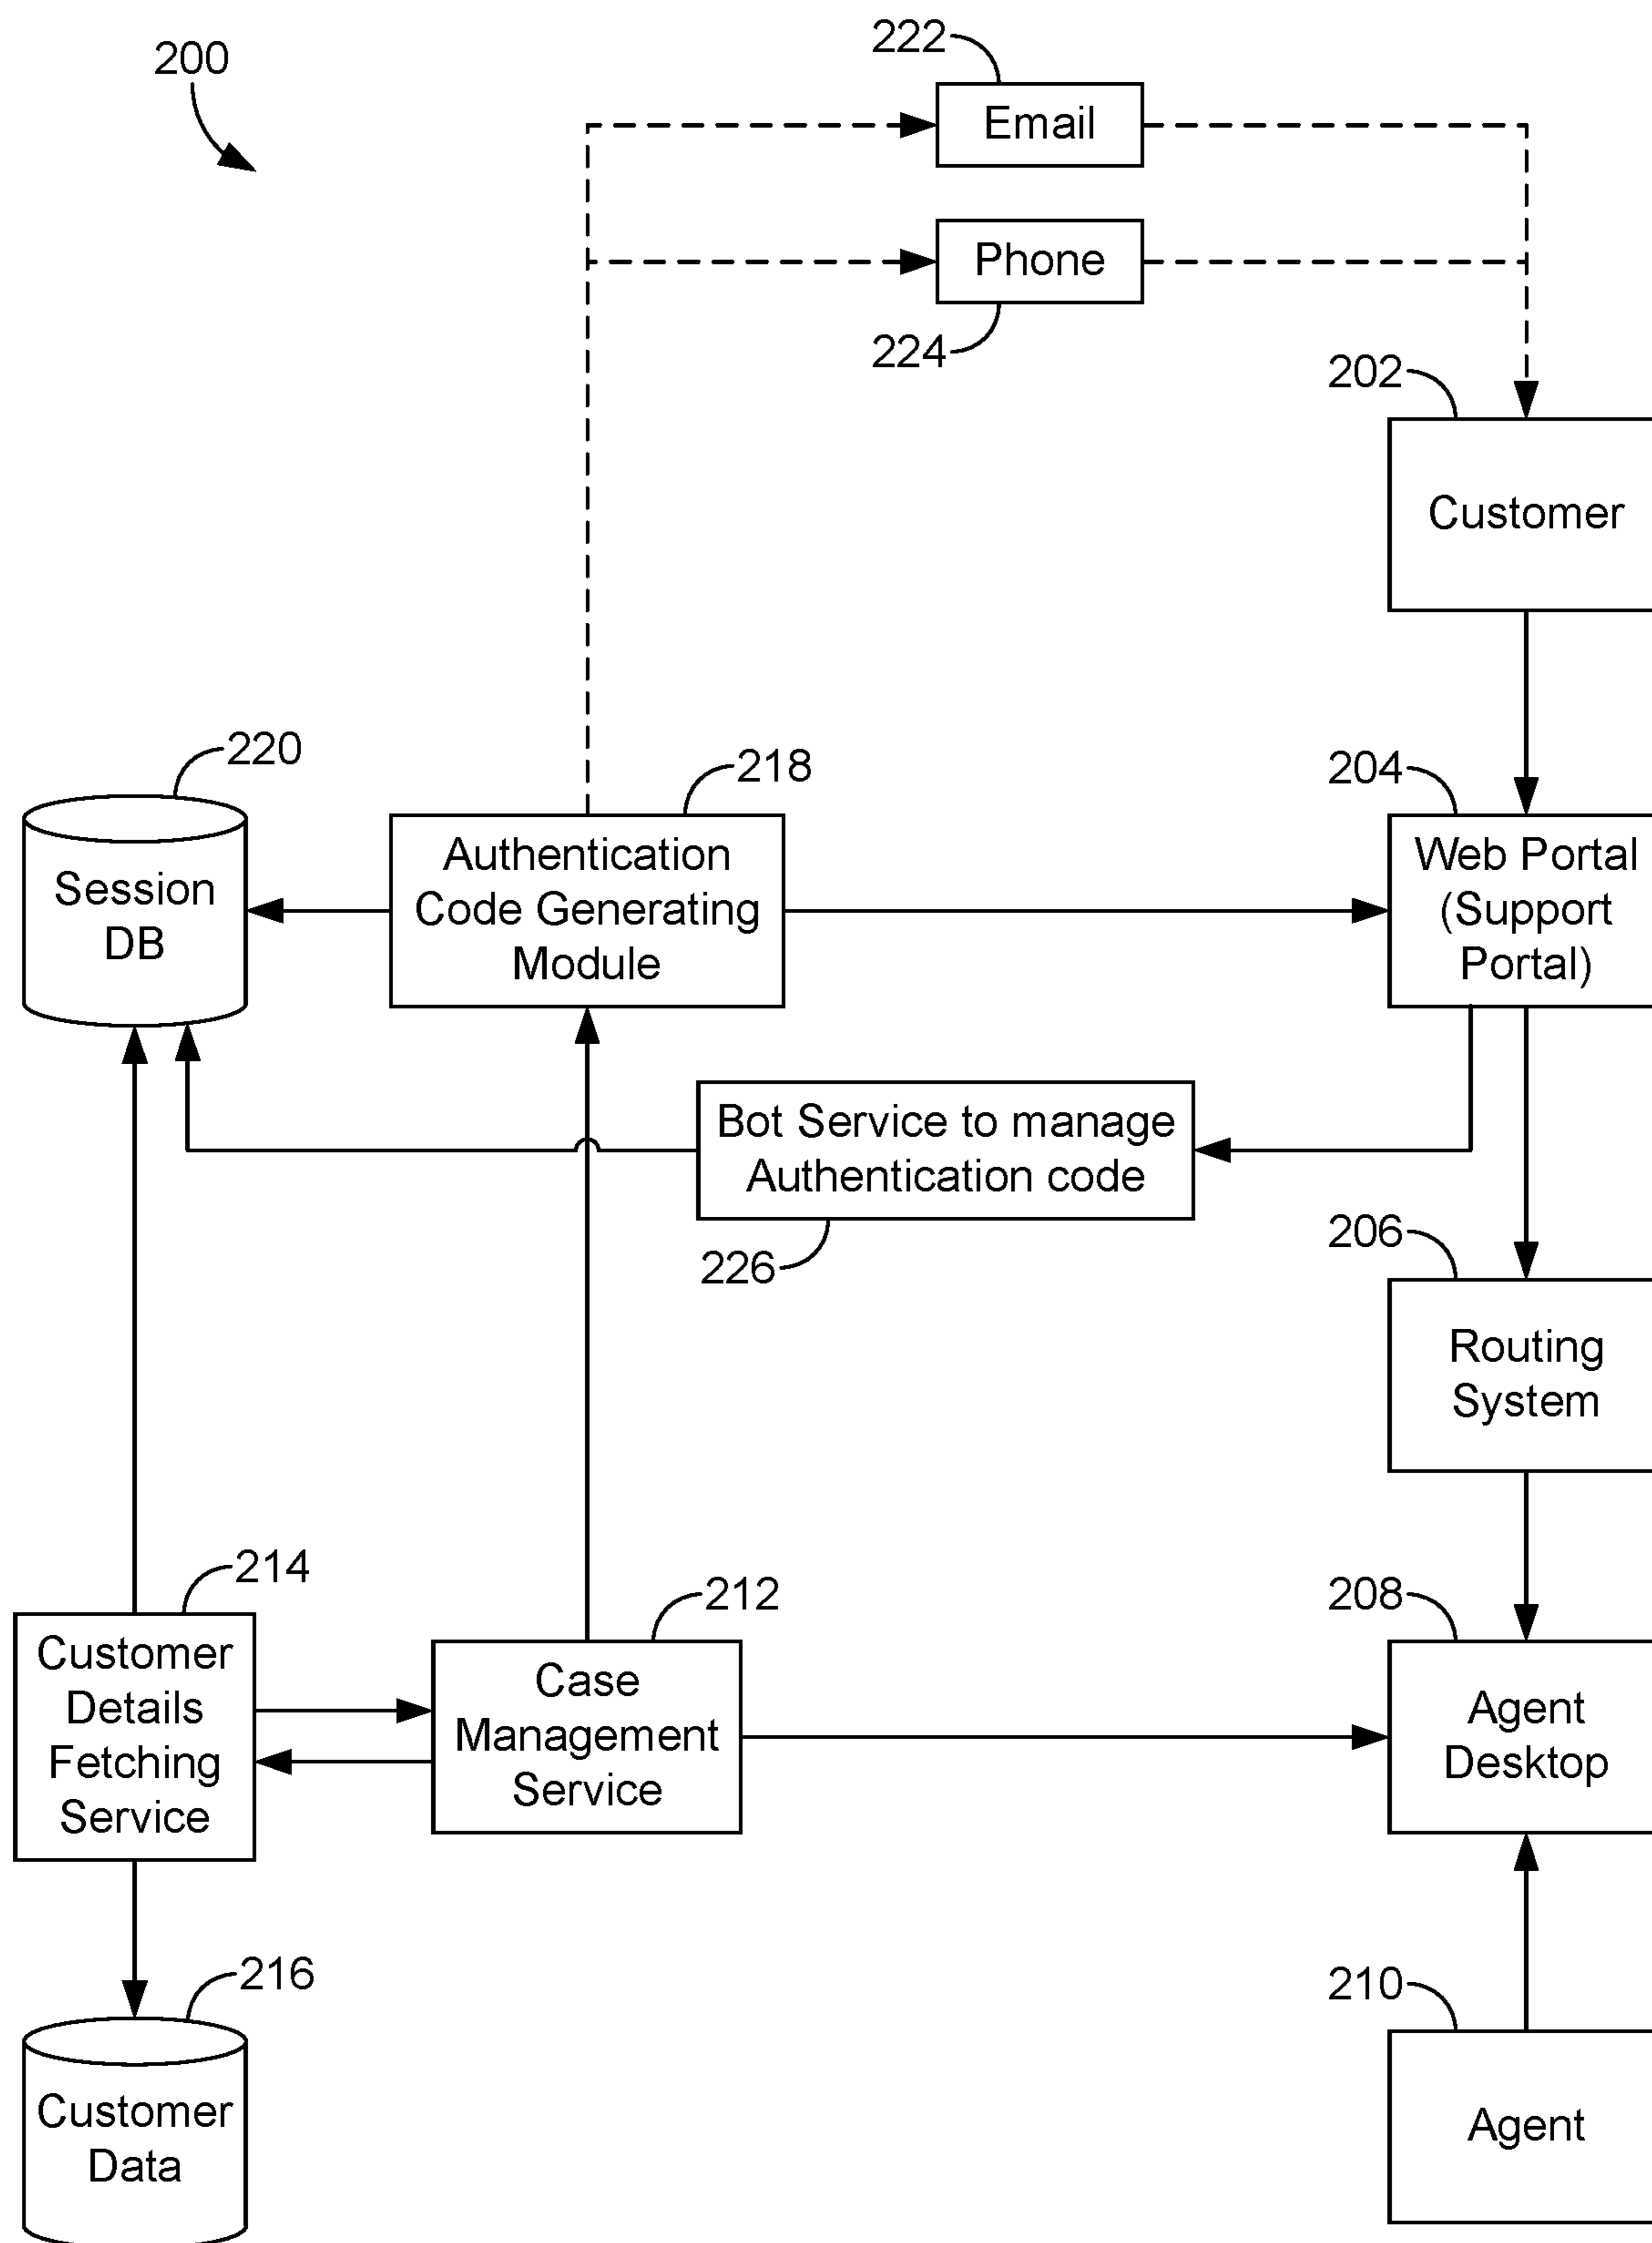 222
200
Email
Phone
224
202
Customer
220
218
204
Session
DB
Authentication
Code Generating
Module
Web Portal
(Support
Portal)
Bot Service to manage
Authentication code
226
206
Routing
System
214
212
208
Customer
Details
Fetching
Service
Case
Management
Service
Agent
Desktop
216
210
Customer
Data
Agent